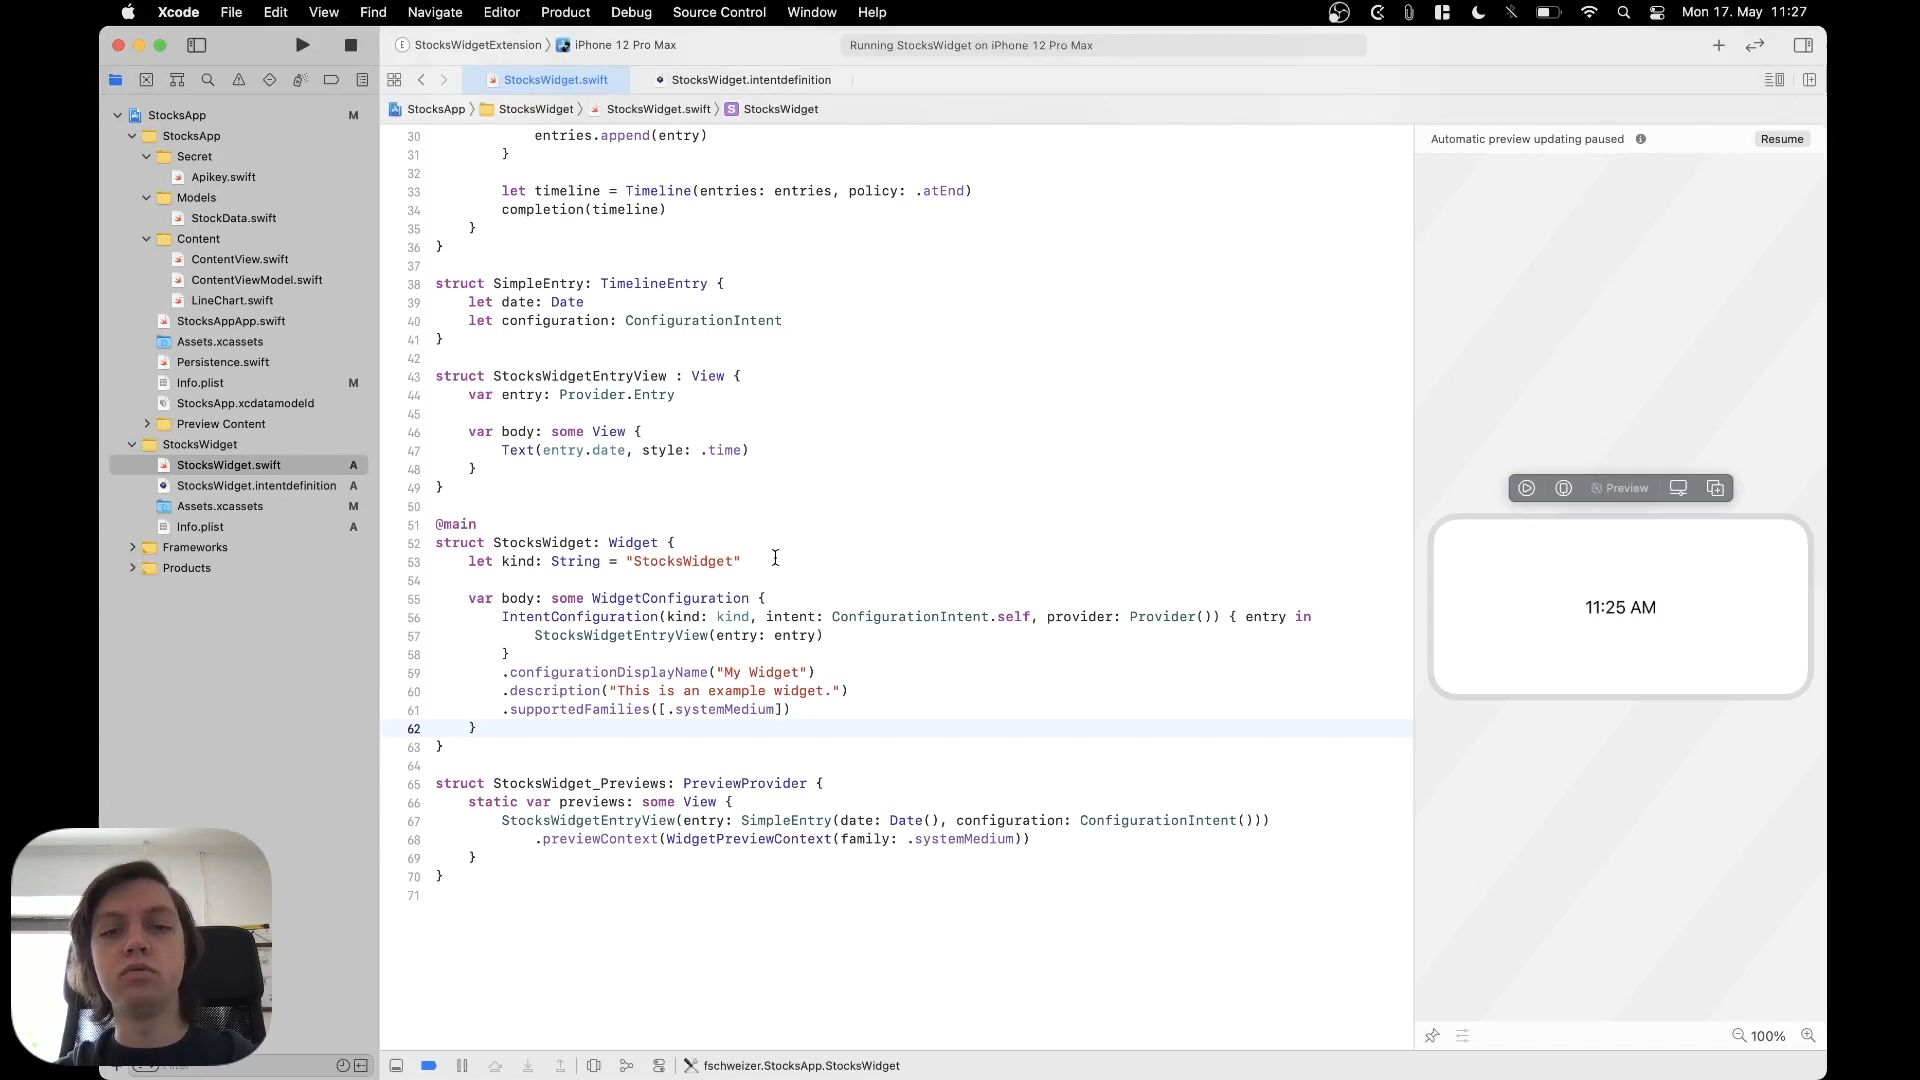 Xcode File Edit View Find Navigate Editor Product Debug Source Control Window Help
Mon 17. May 11:27
StocksWidgetExtension
iPhone 12 Pro Max
Running StocksWidget on iPhone 12 Pro Max
StocksWidget.swift
StocksWidget.intentdefinition
StocksApp
StocksWidget
StocksWidget.swift
S
StocksWidget
StocksApp M
StocksApp
Secret
Apikey.swift
Models
StockData.swift
Content
ContentView.swift
ContentViewModel.swift
LineChart.swift
StocksAppApp.swift
Assets.xcassets
Persistence.swift
Info.plist M
StocksApp.xcdatamodeld
Preview Content
StocksWidget
StocksWidget.swift A
StocksWidget.intentdefinition A
Assets.xcassets M
Info.plist A
Frameworks
Products
Filter
30 entries.append(entry)
31 }
32
33 let timeline = Timeline(entries: entries, policy: .atEnd)
34 completion(timeline)
35 }
36 }
37
38 struct SimpleEntry: TimelineEntry {
39 let date: Date
40 let configuration: ConfigurationIntent
41 }
42
43 struct StocksWidgetEntryView : View {
44 var entry: Provider.Entry
45
46 var body: some View {
47 Text(entry.date, style: .time)
48 }
49 }
50
51 @main
52 struct StocksWidget: Widget {
53 let kind: String = "StocksWidget"
54
55 var body: some WidgetConfiguration {
56 IntentConfiguration(kind: kind, intent: ConfigurationIntent.self, provider: Provider()) { entry in
57 StocksWidgetEntryView(entry: entry)
58 }
59 .configurationDisplayName("My Widget")
60 .description("This is an example widget.")
61 .supportedFamilies([.systemMedium])
62 }
63 }
64
65 struct StocksWidget_Previews: PreviewProvider {
66 static var previews: some View {
67 StocksWidgetEntryView(entry: SimpleEntry(date: Date(), configuration: ConfigurationIntent()))
68 .previewContext(WidgetPreviewContext(family: .systemMedium))
69 }
70 }
71
Automatic preview updating paused
Resume
Preview
11:25 AM
100%
fschweizer.StocksApp.StocksWidget